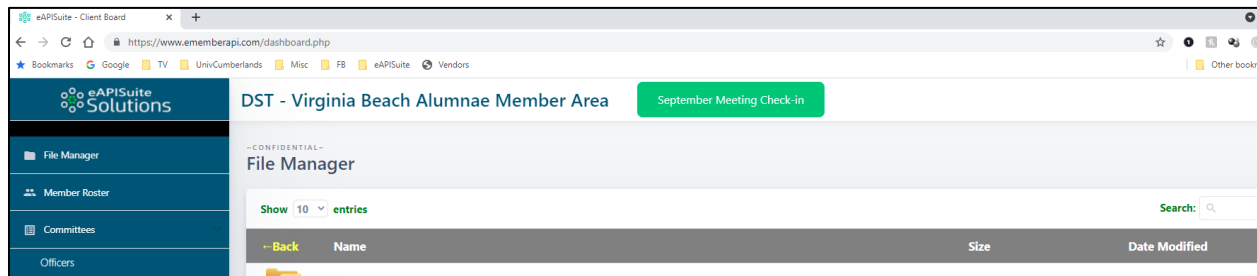 eAPISuite - Client Board
https://www.ememberapi.com/dashboard.php
Bookmarks Google TV UnivCumberlands Misc FB eAPISuite Vendors
eAPISuite
Solutions
DST - Virginia Beach Alumnae Member Area
September Meeting Check-in
File Manager
Member Roster
Committees
Officers
~CONFIDENTIAL~
File Manager
Show 10 entries
Search:
←Back Name Size Date Modified